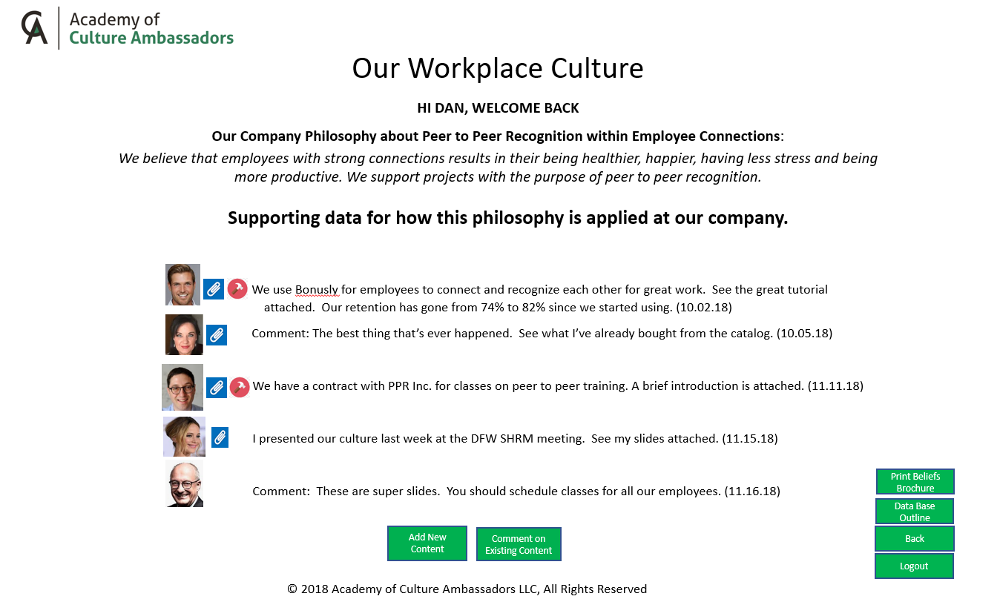 Academy of
Culture Ambassadors
Our Workplace Culture
HI DAN, WELCOME BACK
Our Company Philosophy about Peer to Peer Recognition within Employee Connections:
We believe that employees with strong connections results in their being healthier, happier, having less stress and being
more productive. We support projects with the purpose of peer to peer recognition.
Supporting data for how this philosophy is applied at our company.
We use Bonusly for employees to connect and recognize each other for great work.  See the great tutorial
attached.  Our retention has gone from 74% to 82% since we started using. (10.02.18)
Comment: The best thing that’s ever happened.  See what I’ve already bought from the catalog. (10.05.18)
We have a contract with PPR Inc. for classes on peer to peer training. A brief introduction is attached. (11.11.18)
I presented our culture last week at the DFW SHRM meeting.  See my slides attached. (11.15.18)
Comment:  These are super slides.  You should schedule classes for all our employees. (11.16.18)
Print Beliefs
Brochure
Data Base
Outline
Back
Logout
Add New
Content
Comment on
Existing Content
© 2018 Academy of Culture Ambassadors LLC, All Rights Reserved